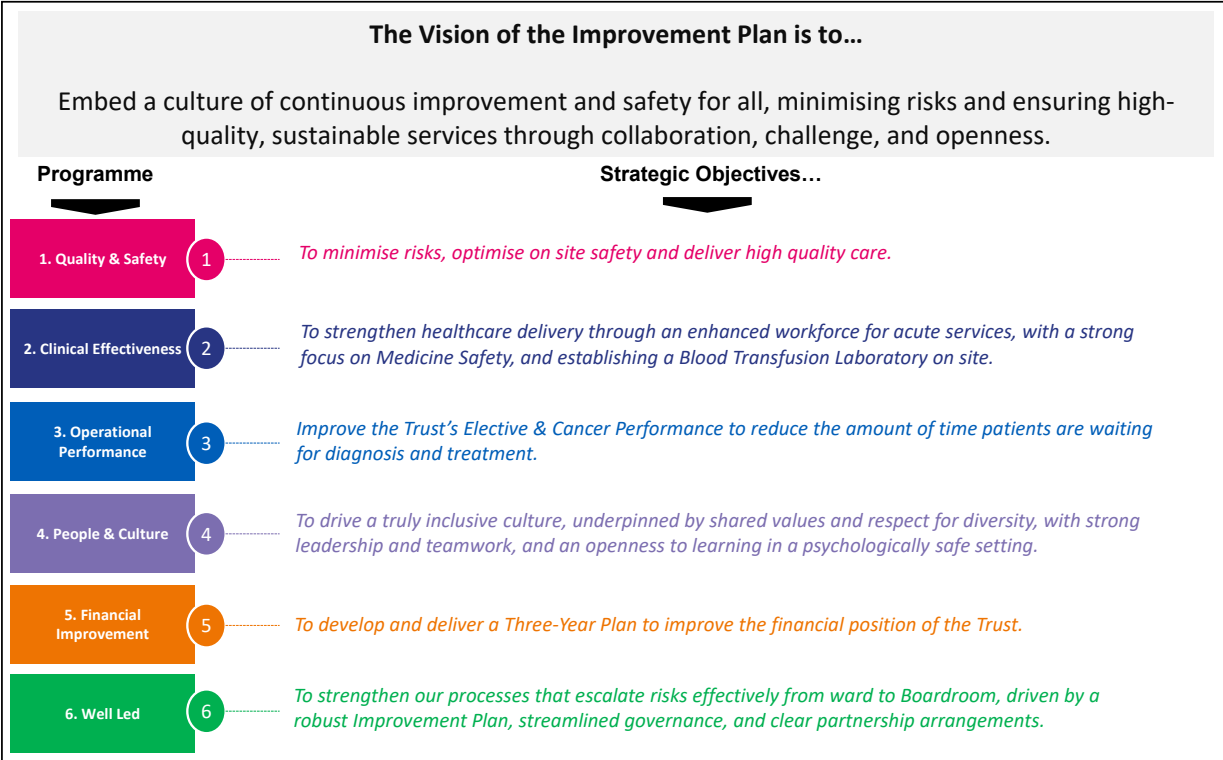 The Vision of the Improvement Plan is to…
Embed a culture of continuous improvement and safety for all, minimising risks and ensuring high-
quality, sustainable services through collaboration, challenge, and openness.
Programme
Strategic Objectives…
1. Quality & Safety
1
To minimise risks, optimise on site safety and deliver high quality care.
2. Clinical Effectiveness
2
To strengthen healthcare delivery through an enhanced workforce for acute services, with a strong
focus on Medicine Safety, and establishing a Blood Transfusion Laboratory on site.
3. Operational
Performance
3
Improve the Trust’s Elective & Cancer Performance to reduce the amount of time patients are waiting
for diagnosis and treatment.
4. People & Culture
4
To drive a truly inclusive culture, underpinned by shared values and respect for diversity, with strong
leadership and teamwork, and an openness to learning in a psychologically safe setting.
5. Financial
Improvement
5
To develop and deliver a Three-Year Plan to improve the financial position of the Trust.
6. Well Led
6
To strengthen our processes that escalate risks effectively from ward to Boardroom, driven by a
robust Improvement Plan, streamlined governance, and clear partnership arrangements.